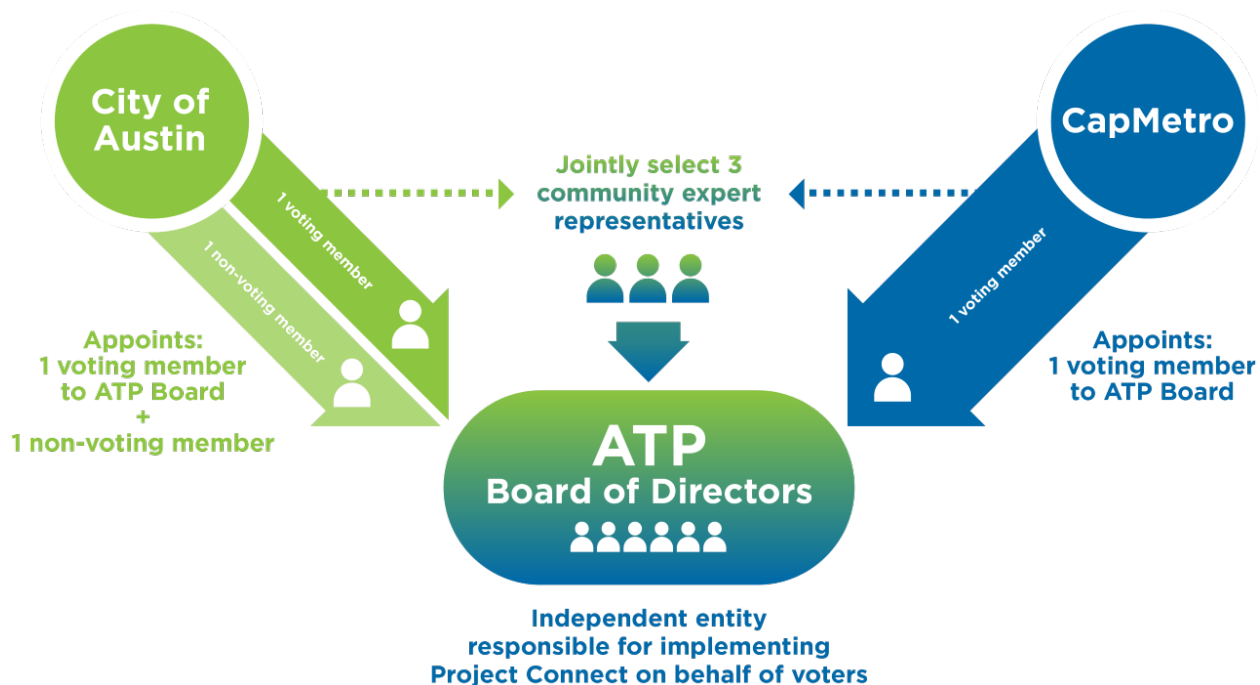 City of
Austin
CapMetro
Jointly select 3
community expert
representatives
1 voting member
1 non-voting member
1 voting member
Appoints:
1 voting member
to ATP Board
+
1 non-voting member
Appoints:
1 voting member
to ATP Board
ATP
Board of Directors
Independent entity
responsible for implementing
Project Connect on behalf of voters